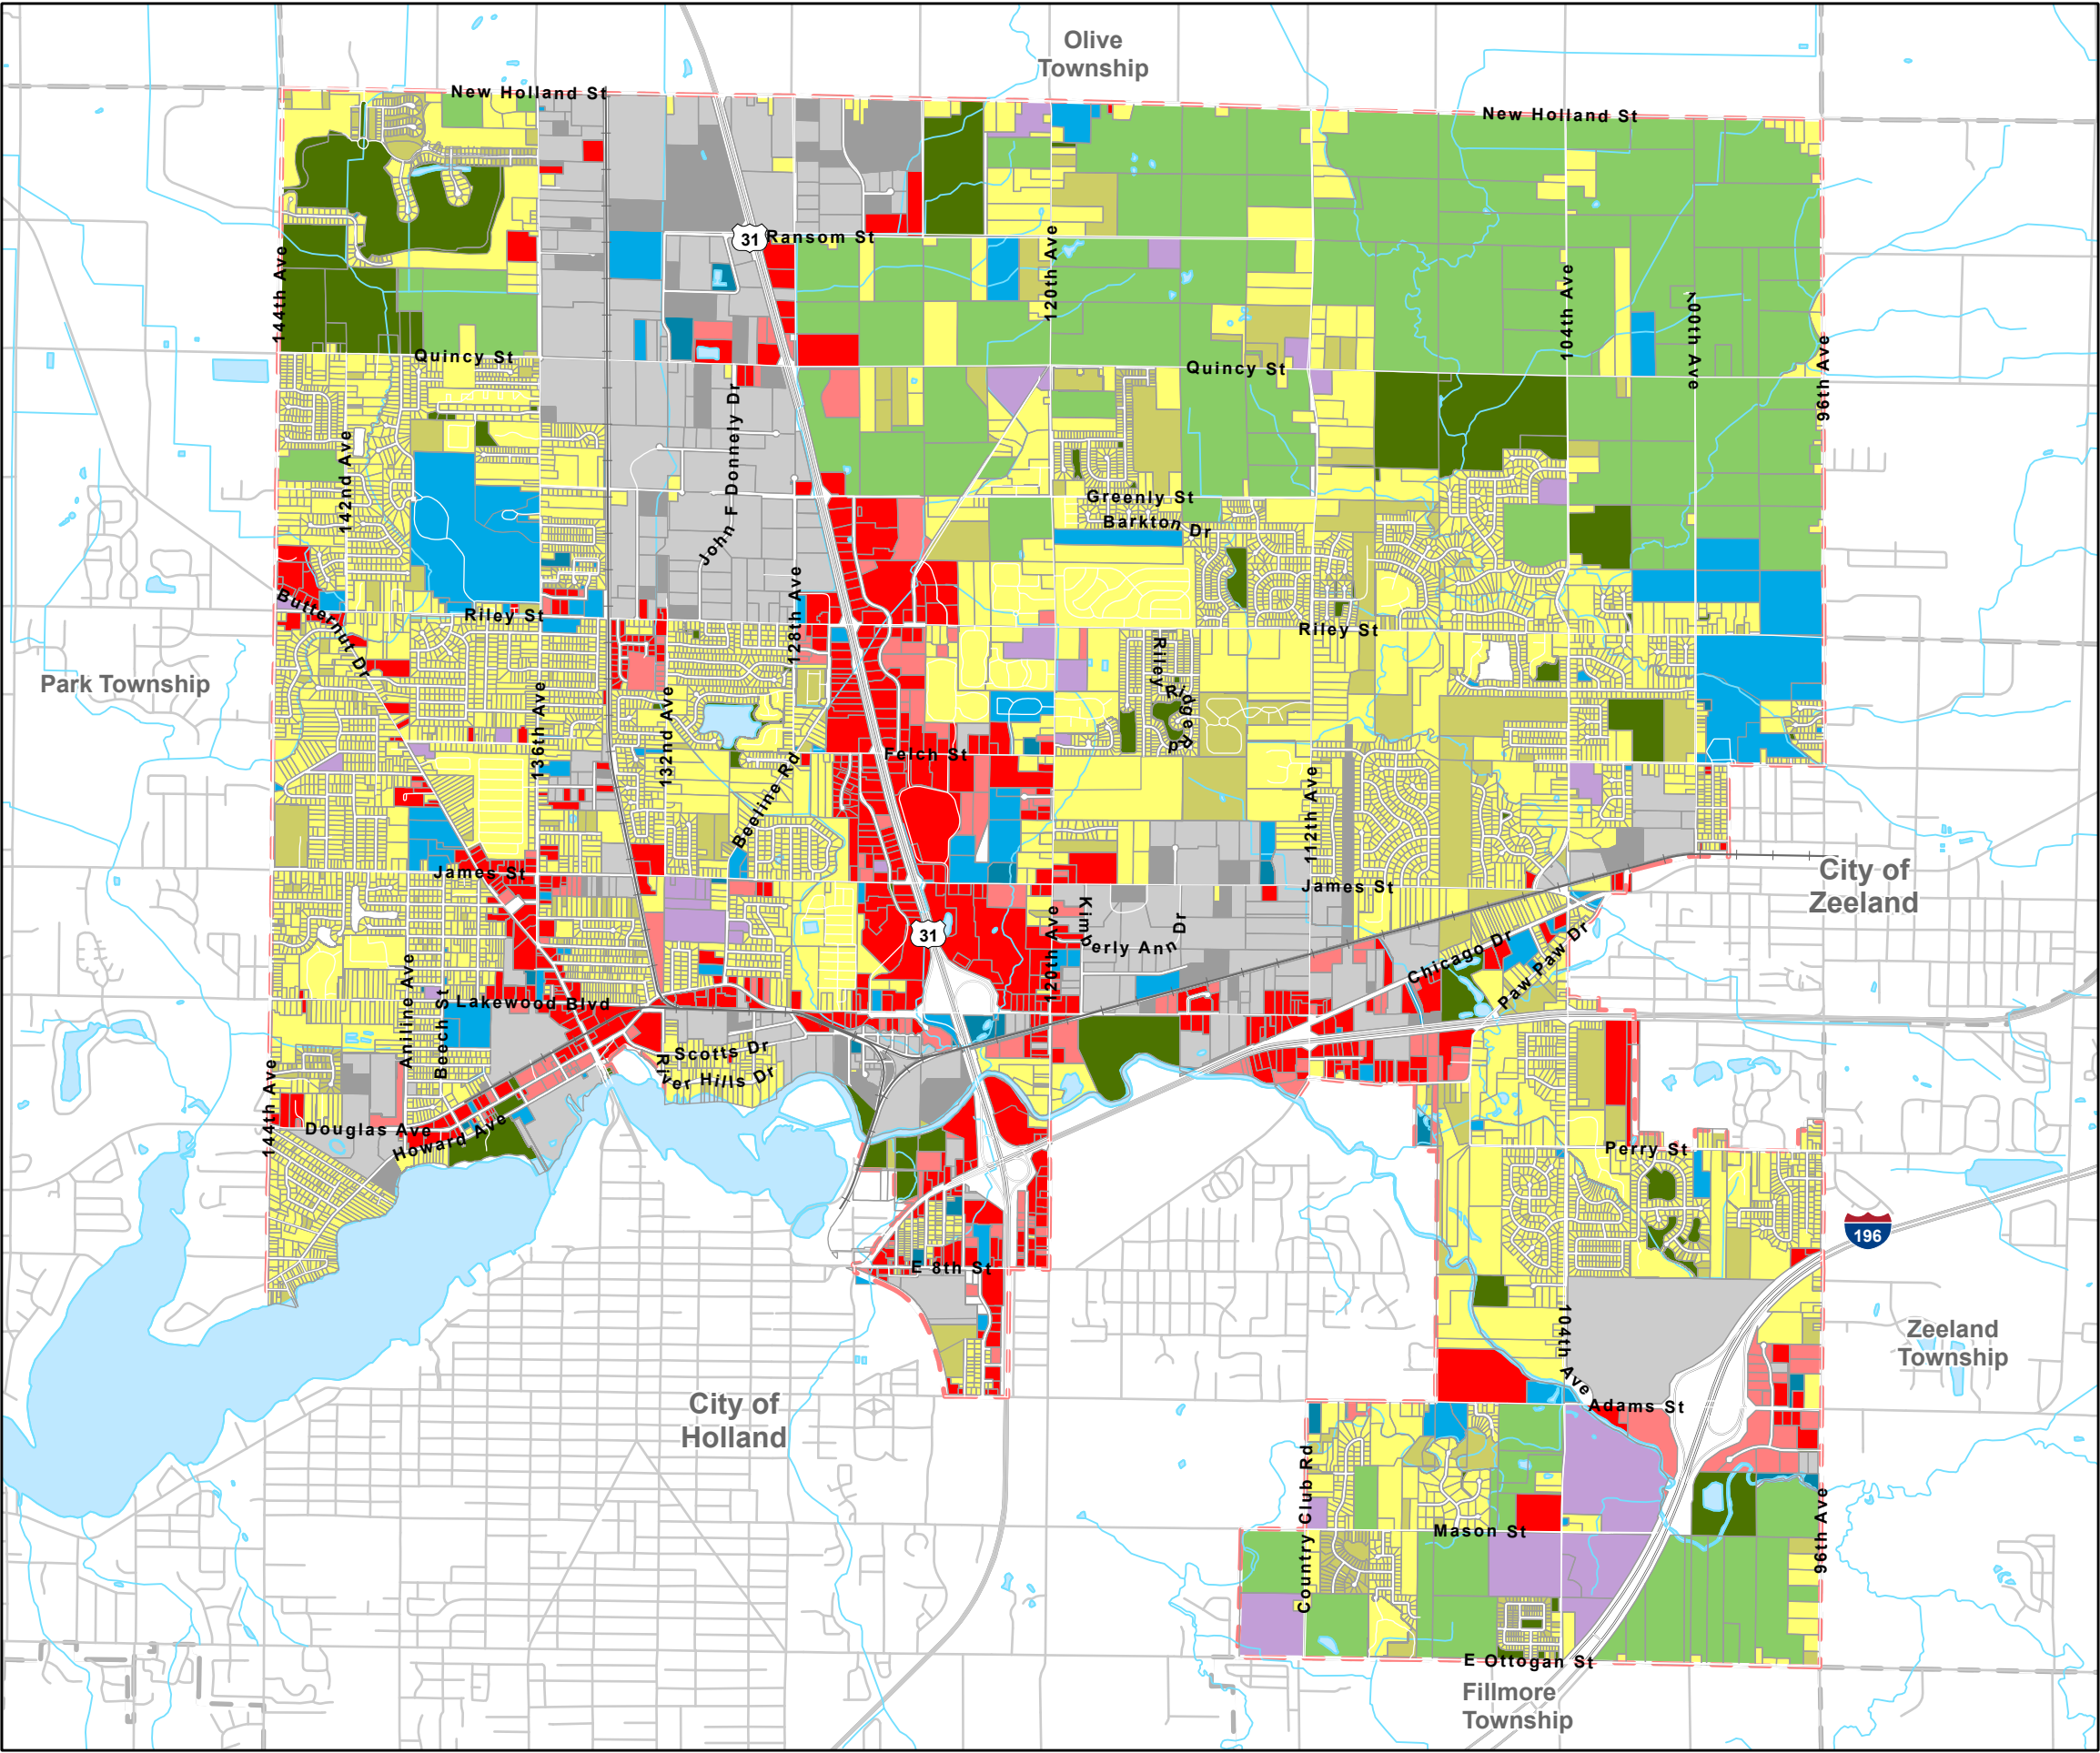 Olive
Township
New Holland St
New Holland St
144th Ave
31
Ransom St
120th Ave
104th Ave
100th Ave
96th Ave
Quincy St
Quincy St
John F Donnely Dr
142nd Ave
Greenly St
Barkton Dr
128th Ave
Butternut Dr
Riley St
Riley St
Park Township
136th Ave
132nd Ave
Riley Ridge Rd
Felch St
Beeline Rd
112th Ave
James St
James St
City of
Zeeland
31
120th Ave
Kimberly Ann Dr
Chicago Dr
Paw Paw Dr
Aniline Ave
Beech St
Lakewood Blvd
Scotts Dr
River Hills Dr
144th Ave
Douglas Ave
Howard Ave
Perry St
196
E 8th St
104th Ave
Zeeland
Township
City of
Holland
Adams St
Country Club Rd
Mason St
96th Ave
E Ottogan St
Fillmore
Township